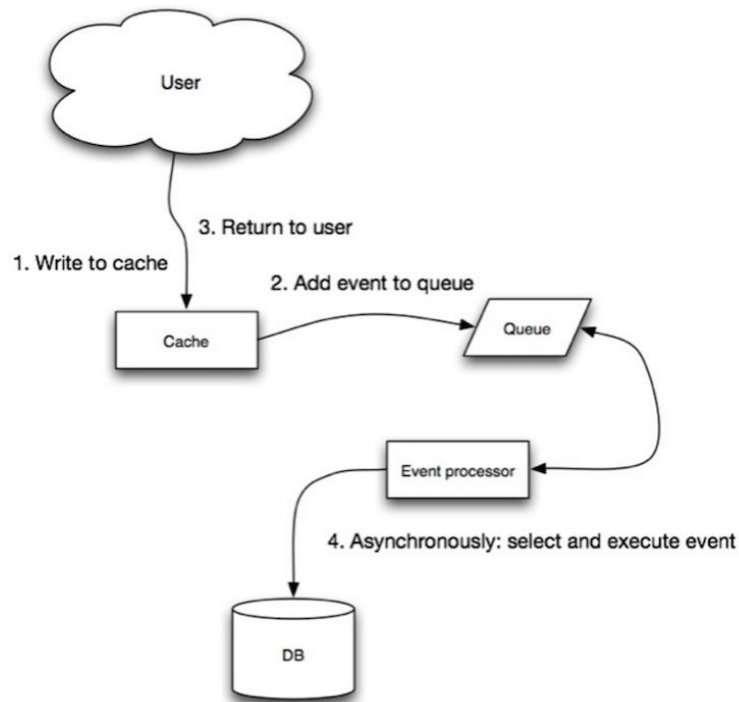 User
3. Return to user
1. Write to cache
2. Add event to queue
Cache
Queue
Event processor
4. Asynchronously: select and execute event
DB